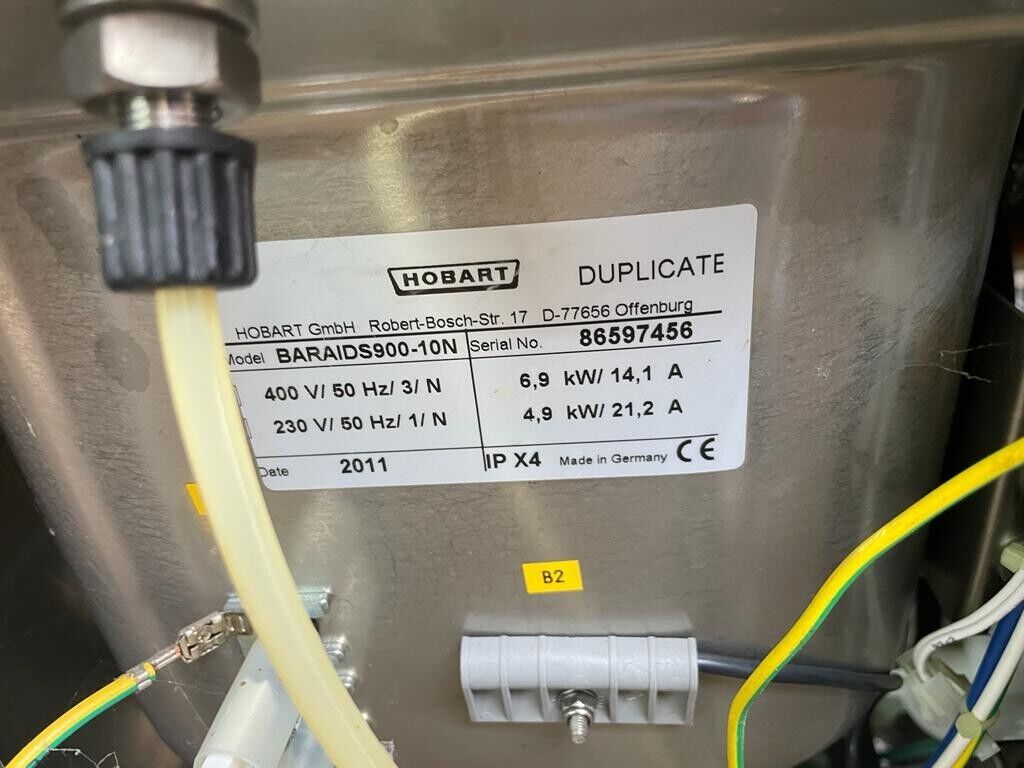 HOBART DUPLICATE
HOBART GmbH Robert-Bosch-Str. 17 D-77656 Offenburg
Model BARAIDS900-10N Serial No. 86597456
400 V/ 50 Hz/ 3/ N 6,9 kW/ 14,1 A
230 V/ 50 Hz/ 1/ N 4,9 kW/ 21,2 A
Date 2011 IP X4 Made in Germany CE
B2